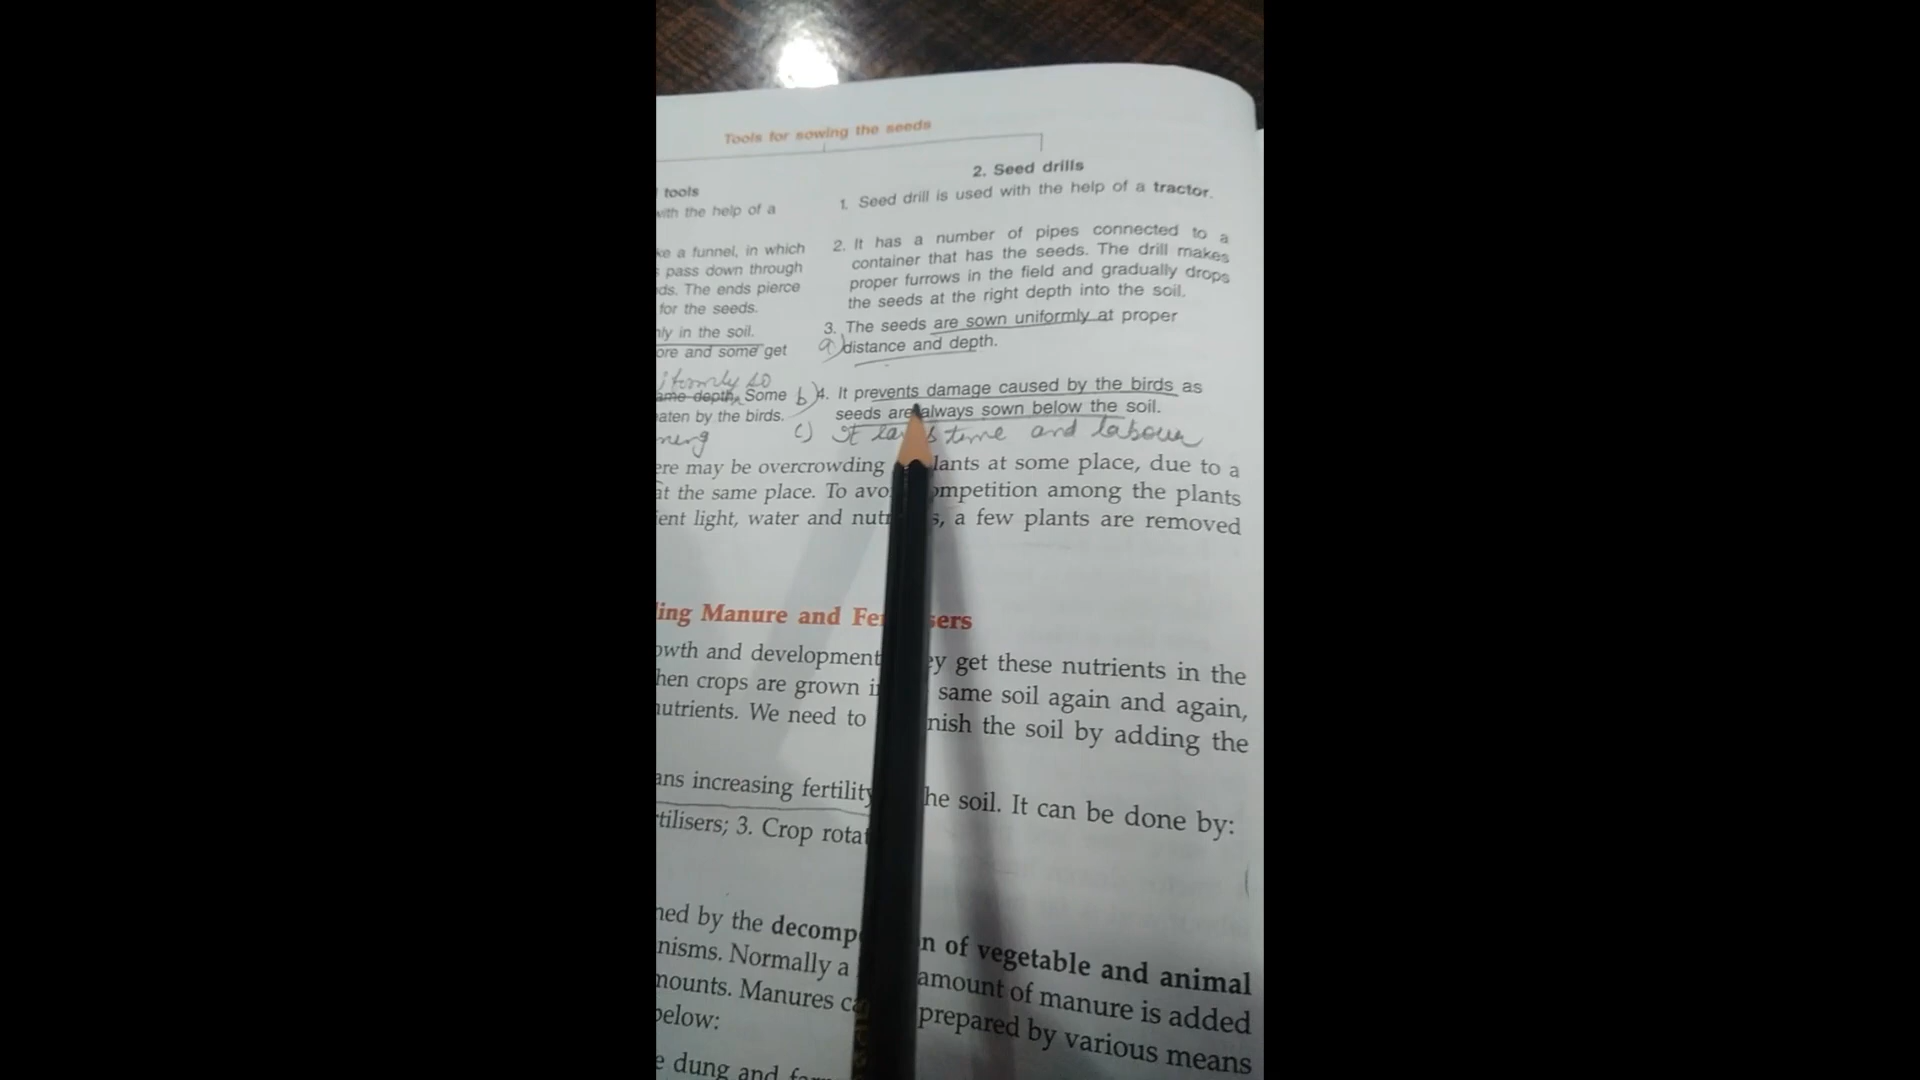 Tools for sowing the seeds
tools
with the help of a
ke a funnel, in which
pass down through
ds. The ends pierce
for the seeds.
nly in the soil.
ore and some get
iformly so
ame depth, Some
eaten by the birds.
2. Seed drills
1. Seed drill is used with the help of a tractor.
2. It has a number of pipes connected to a
container that has the seeds. The drill makes
proper furrows in the field and gradually drops
the seeds at the right depth into the soil.
3. The seeds are sown uniformly at proper
a) distance and depth.
b) 4. It prevents damage caused by the birds as
seeds are always sown below the soil.
c) It time and labour
ere may be overcrowding lants at some place, due to a
at the same place. To avo ompetition among the plants
ient light, water and nutr s, a few plants are removed
ing Manure and Fe sers
owth and development ey get these nutrients in the
hen crops are grown i same soil again and again,
nutrients. We need to nish the soil by adding the
ans increasing fertility he soil. It can be done by:
tilisers; 3. Crop rota
ned by the decomp n of vegetable and animal
nisms. Normally a amount of manure is added
mounts. Manures ca prepared by various means
below:
e dung and